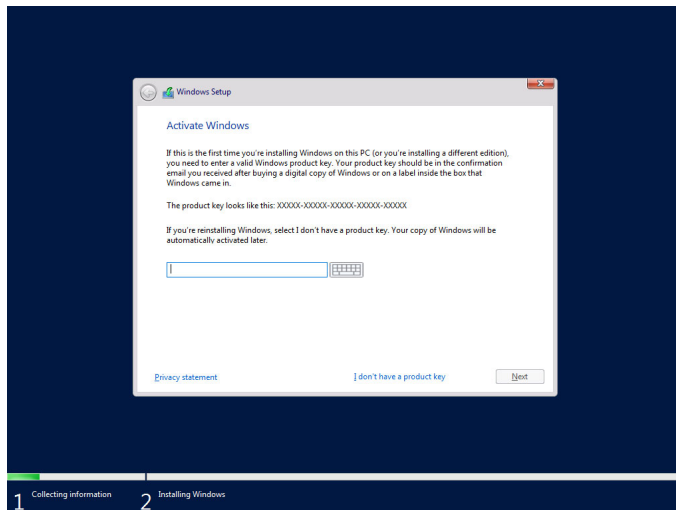 Windows Setup
Activate Windows
If this is the first time you're installing Windows on this PC (or you're installing a different edition),
you need to enter a valid Windows product key. Your product key should be in the confirmation
email you received after buying a digital copy of Windows or on a label inside the box that
Windows came in.
The product key looks like this: XXXXX-XXXXX-XXXXX-XXXXX-XXXXX
If you're reinstalling Windows, select I don't have a product key. Your copy of Windows will be
automatically activated later.
Privacy statement
I don't have a product key
Next
1 Collecting information
2 Installing Windows